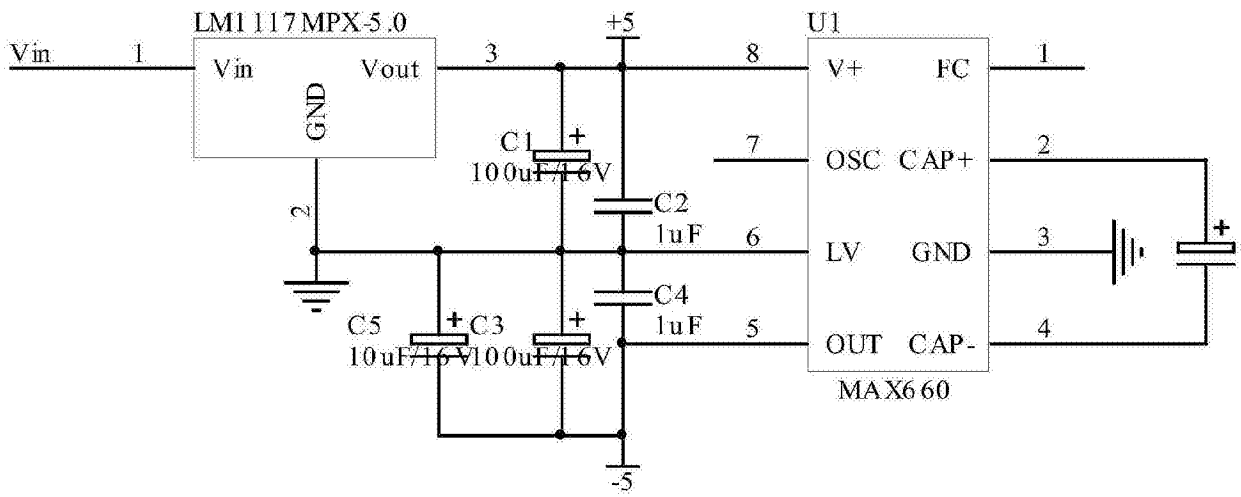 LM1117MPX-5.0
+5
U1
Vin
1
Vin
Vout
3
8
V+
FC
1
GND
C1
100uF/16V
7
OSC
CAP+
2
2
C2
1uF
6
LV
GND
3
C4
1uF
C5
10uF/16V
C3
100uF/16V
5
OUT
CAP-
4
MAX660
-5